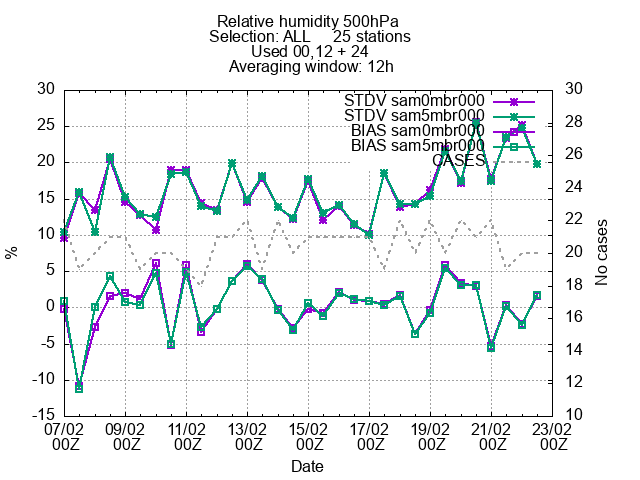 Relative humidity 500hPa
Selection: ALL 25 stations
Used 00,12 + 24
Averaging window: 12h
STDV sam0mbr000
STDV sam5mbr000
BIAS sam0mbr000
BIAS sam5mbr000
CASES
30
25
20
15
10
5
0
-5
-10
-15
%
30
28
26
24
22
20
18
16
14
12
10
No cases
07/02 09/02 11/02 13/02 15/02 17/02 19/02 21/02 23/02
00Z 00Z 00Z 00Z 00Z 00Z 00Z 00Z 00Z
Date